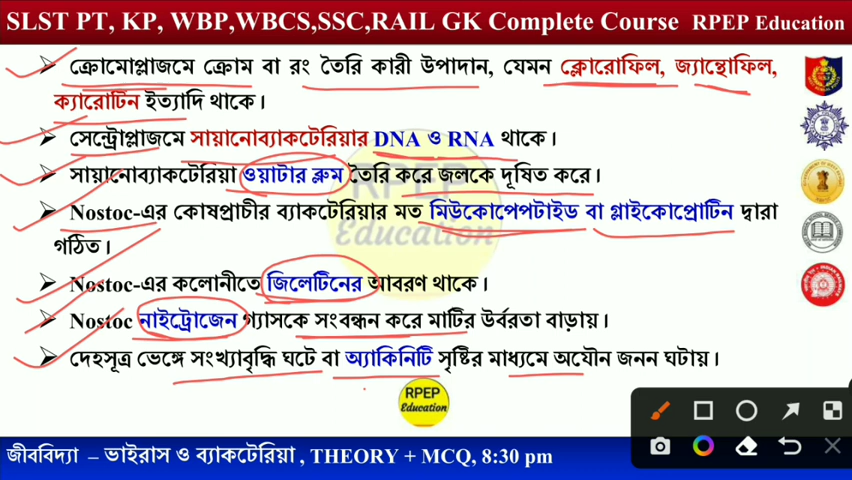 SLST PT, KP, WBP,WBCS,SSC,RAIL GK Complete Course RPEP Education
➢ ক্রোমোপ্লাজমে ক্রোম বা রং তৈরি কারী উপাদান, যেমন ক্লোরোফিল, জ্যান্থোফিল,
ক্যারোটিন ইত্যাদি থাকে।
➢ সেন্ট্রোপ্লাজমে সায়ানোব্যাকটেরিয়ার DNA ও RNA থাকে।
➢ সায়ানোব্যাকটেরিয়া ওয়াটার ব্লুম তৈরি করে জলকে দূষিত করে।
➢ Nostoc-এর কোষপ্রাচীর ব্যাকটেরিয়ার মত মিউকোপেপটাইড বা গ্লাইকোপ্রোটিন দ্বারা
গঠিত।
➢ Nostoc-এর কলোনীতে জিলেটিনের আবরণ থাকে।
➢ Nostoc নাইট্রোজেন গ্যাসকে সংবন্ধন করে মাটির উর্বরতা বাড়ায়।
➢ দেহসূত্র ভেঙ্গে সংখ্যাবৃদ্ধি ঘটে বা অ্যাকিনিটি সৃষ্টির মাধ্যমে অযৌন জনন ঘটায়।
RPEP
Education
RPEP
Education
জীববিদ্যা – ভাইরাস ও ব্যাকটেরিয়া , THEORY + MCQ, 8:30 pm